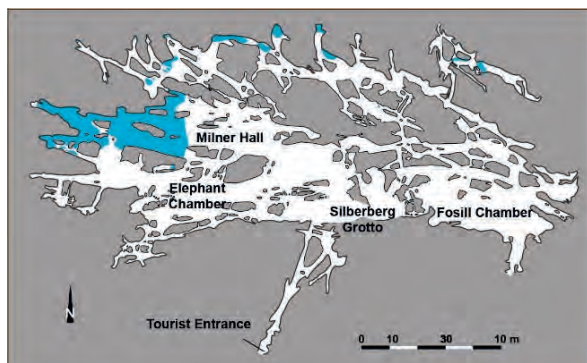 Milner Hall
Elephant
Chamber
Silberberg
Grotto
Fosill Chamber
N
Tourist Entrance
0 10 30 10 m